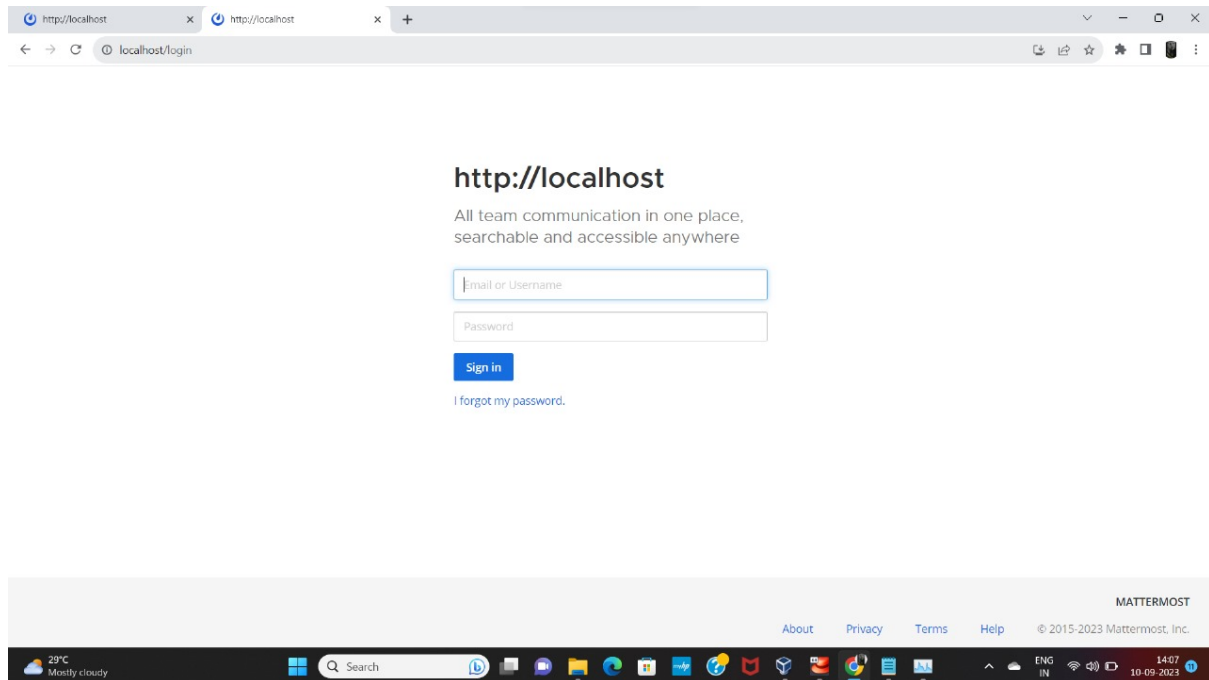 http://localhost
http://localhost
localhost/login
http://localhost
All team communication in one place,
searchable and accessible anywhere
Email or Username
Password
Sign in
I forgot my password.
MATTERMOST
About Privacy Terms Help © 2015-2023 Mattermost, Inc.
29°C
Mostly cloudy
Search
ENG
IN
14:07
10-09-2023